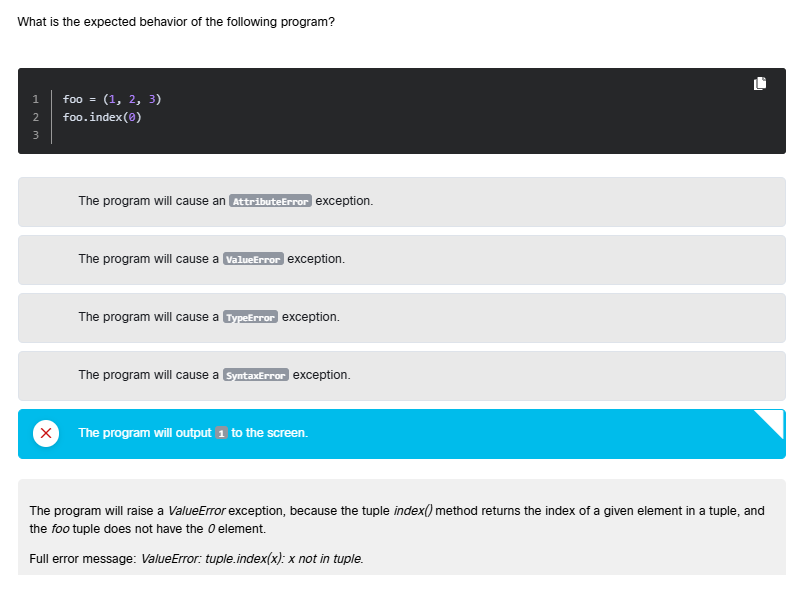 What is the expected behavior of the following program?
1 foo = (1, 2, 3)
2 foo.index(0)
3
The program will cause an AttributeError exception.
The program will cause a ValueError exception.
The program will cause a TypeError exception.
The program will cause a SyntaxError exception.
The program will output 1 to the screen.
The program will raise a ValueError exception, because the tuple index() method returns the index of a given element in a tuple, and
the foo tuple does not have the 0 element.
Full error message: ValueError: tuple.index(x): x not in tuple.